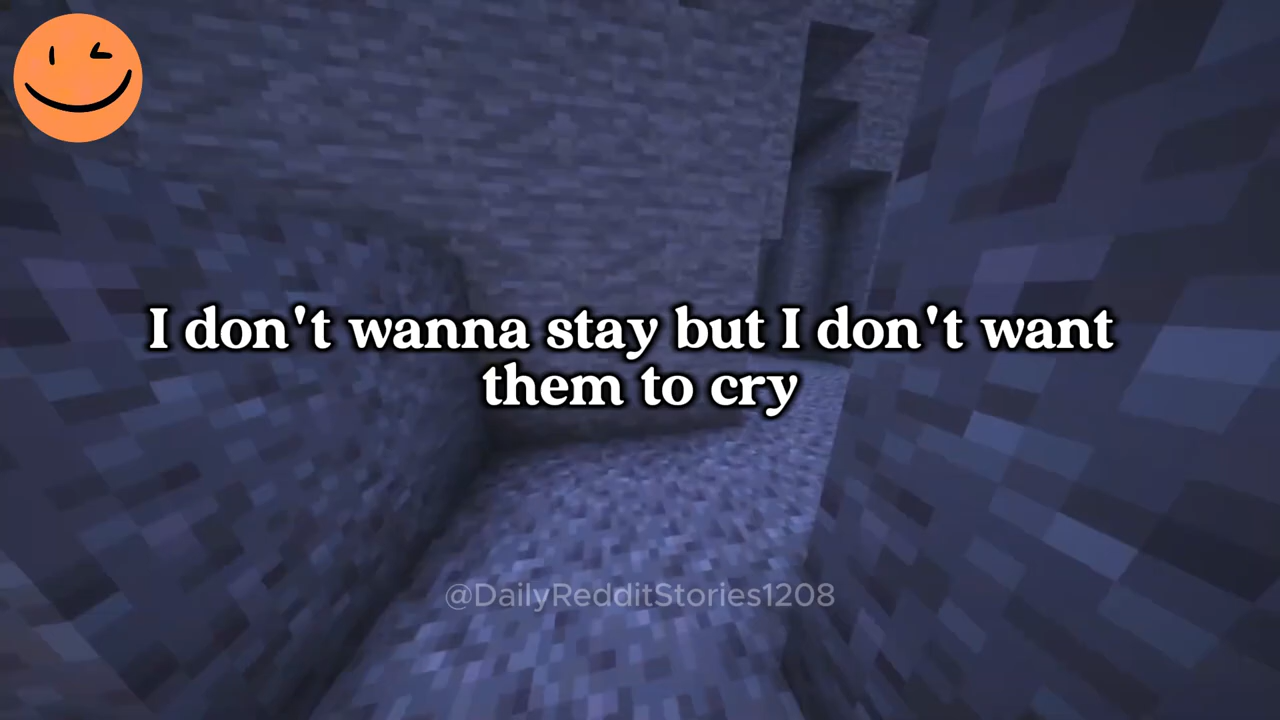 I don't wanna stay but I don't want
them to cry
@DailyRedditStories1208